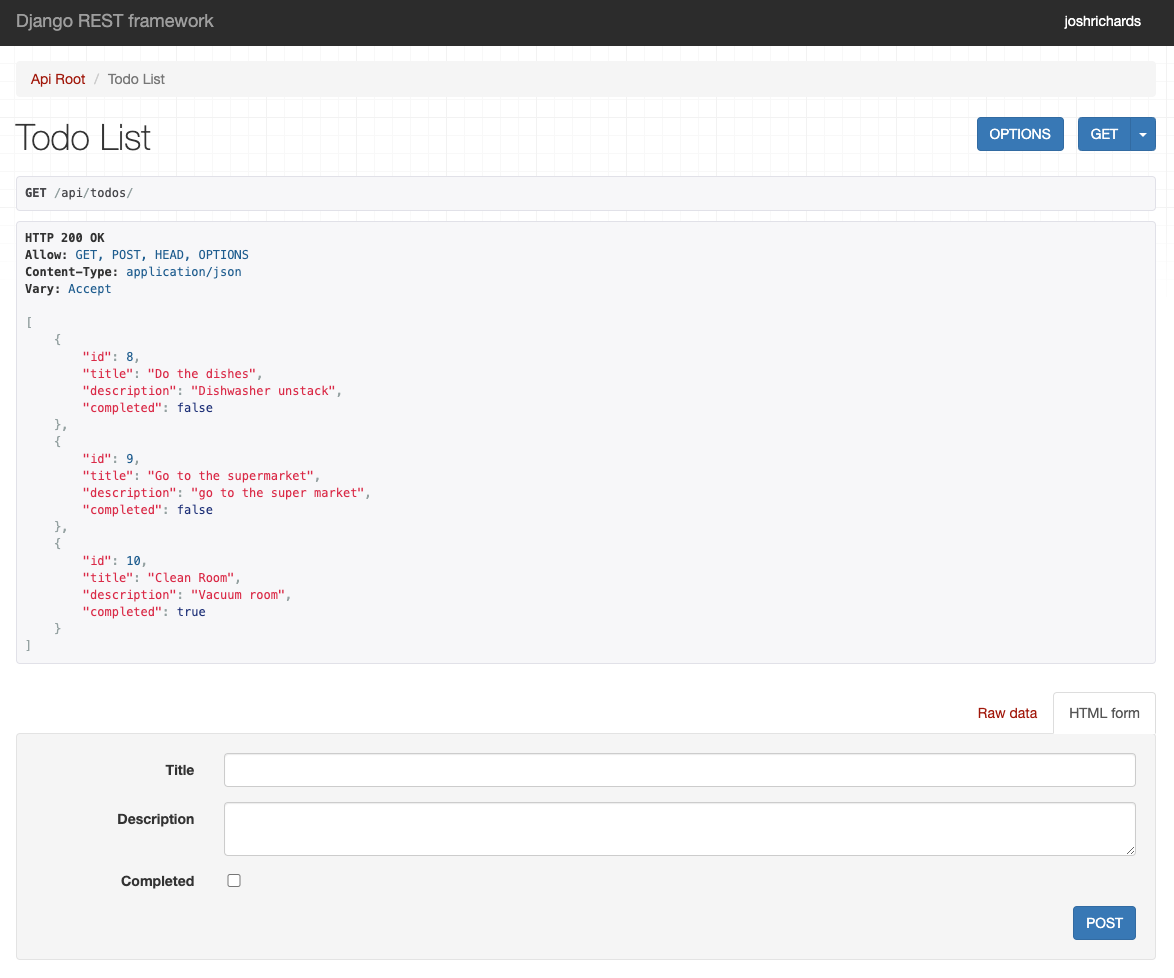 Django REST framework
joshrichards
Api Root / Todo List
Todo List
OPTIONS
GET
GET /api/todos/
HTTP 200 OK
Allow: GET, POST, HEAD, OPTIONS
Content-Type: application/json
Vary: Accept
[
    {
        "id": 8,
        "title": "Do the dishes",
        "description": "Dishwasher unstack",
        "completed": false
    },
    {
        "id": 9,
        "title": "Go to the supermarket",
        "description": "go to the super market",
        "completed": false
    },
    {
        "id": 10,
        "title": "Clean Room",
        "description": "Vacuum room",
        "completed": true
    }
]
Raw data
HTML form
Title
Description
Completed
POST